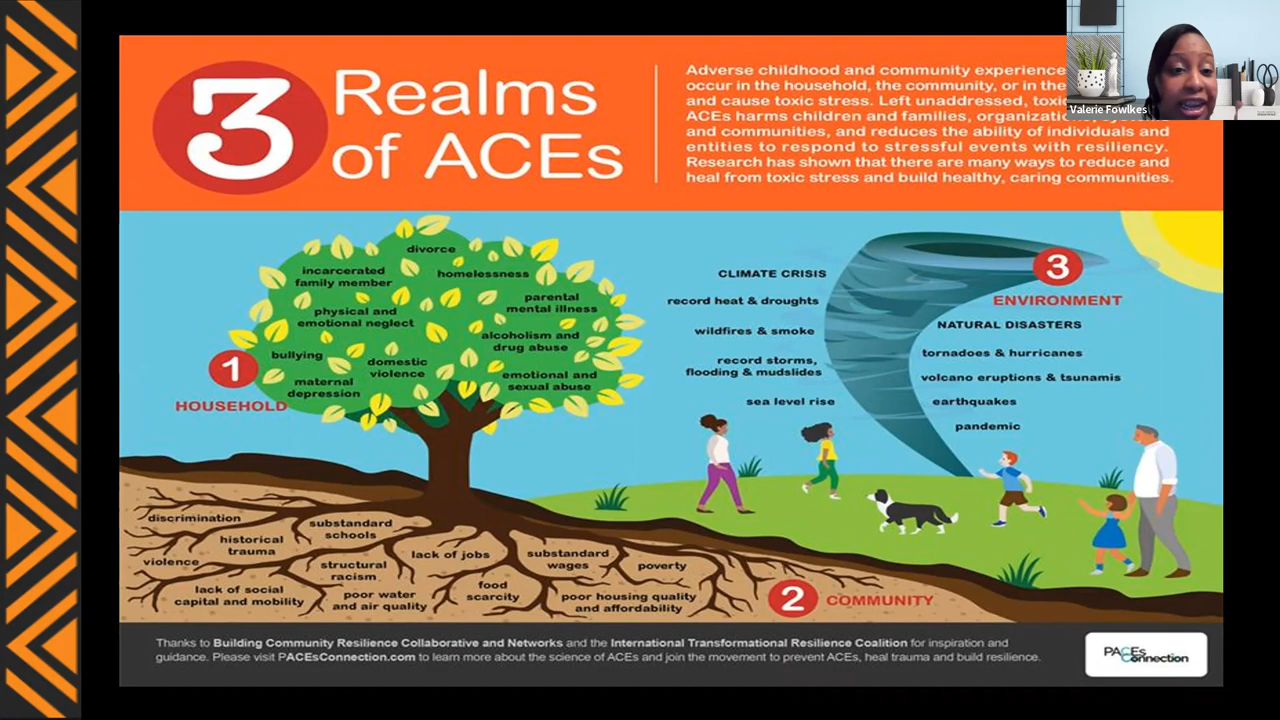 3
Realms
of ACEs
Adverse childhood and community experience
occur in the household, the community, or in the
and cause toxic stress. Left unaddressed,
ACEs harms children and families,
and communities, and reduces the ability of individuals and
entities to respond to stressful events with resiliency.
Research has shown that there are many ways to reduce and
heal from toxic stress and build healthy, caring communities.
Valerie Fowlkes
divorce
incarcerated
family member
homelessness
parental
mental illness
physical and
emotional neglect
alcoholism and
drug abuse
bullying
domestic
violence
emotional and
sexual abuse
maternal
depression
1
HOUSEHOLD
CLIMATE CRISIS
record heat & droughts
wildfires & smoke
record storms,
flooding & mudslides
sea level rise
3
ENVIRONMENT
NATURAL DISASTERS
tornadoes & hurricanes
volcano eruptions & tsunamis
earthquakes
pandemic
discrimination
substandard
schools
historical
trauma
lack of jobs
substandard
wages
violence
structural
racism
poverty
lack of social
capital and mobility
poor water
and air quality
food
scarcity
poor housing quality
and affordability
2
COMMUNITY
Thanks to Building Community Resilience Collaborative and Networks and the International Transformational Resilience Coalition for inspiration and
guidance. Please visit PACEsConnection.com to learn more about the science of ACEs and join the movement to prevent ACEs, heal trauma and build resilience.
PACEs
Connection